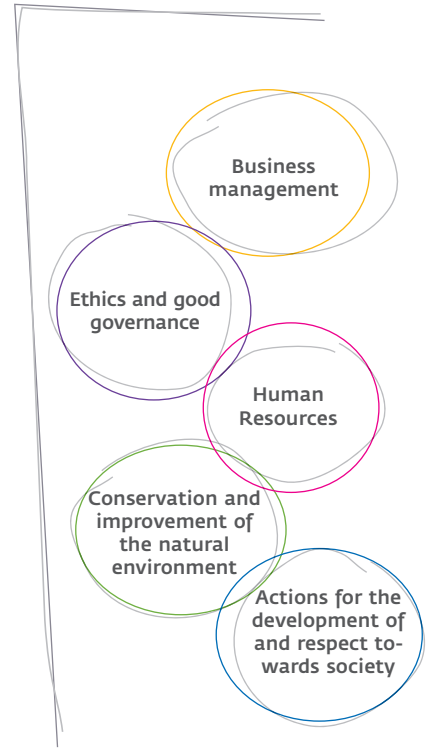 Business
management
Ethics and good
governance
Human
Resources
Conservation and
improvement of
the natural
environment
Actions for the
development of
and respect to-
wards society